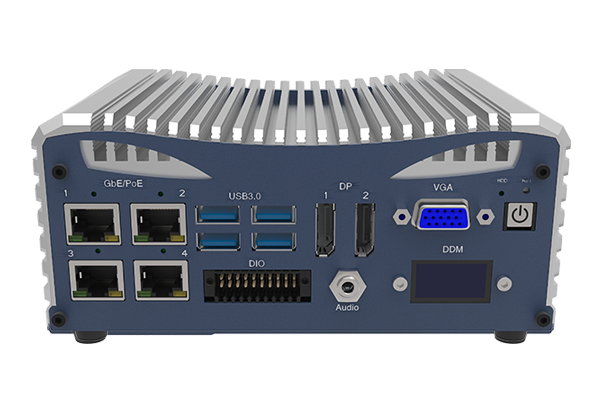 GbE/PoE
1
2
3
4
USB3.0
DIO
DP
1
2
Audio
VGA
DDM
HDD